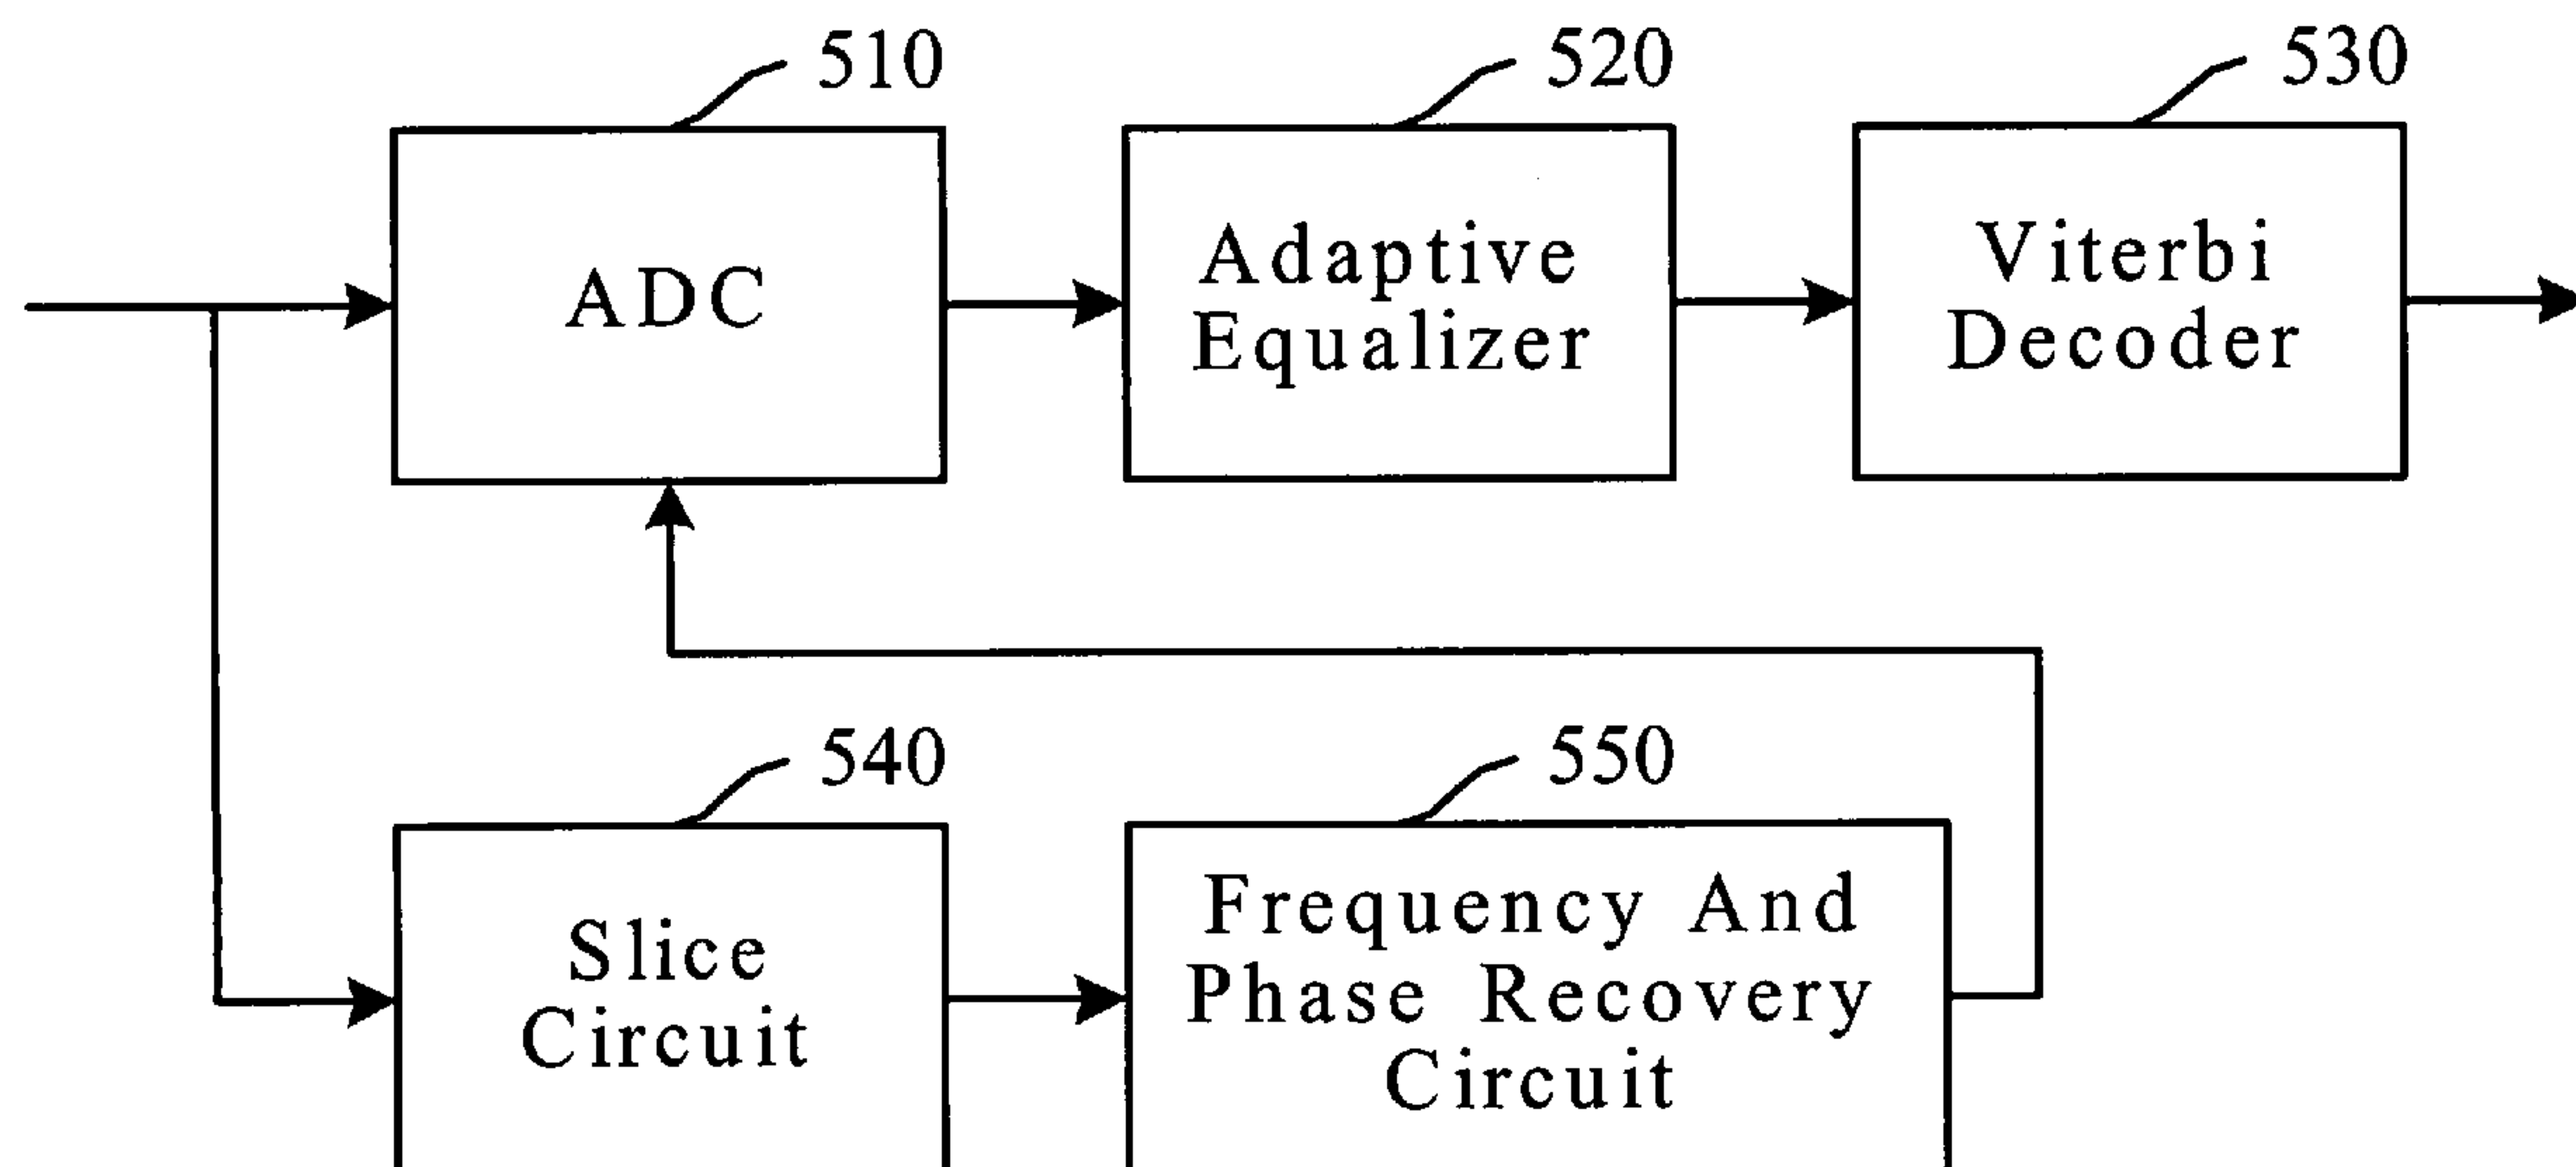 510
520
530
ADC
Adaptive
Equalizer
Viterbi
Decoder
540
550
Slice
Circuit
Frequency And
Phase Recovery
Circuit